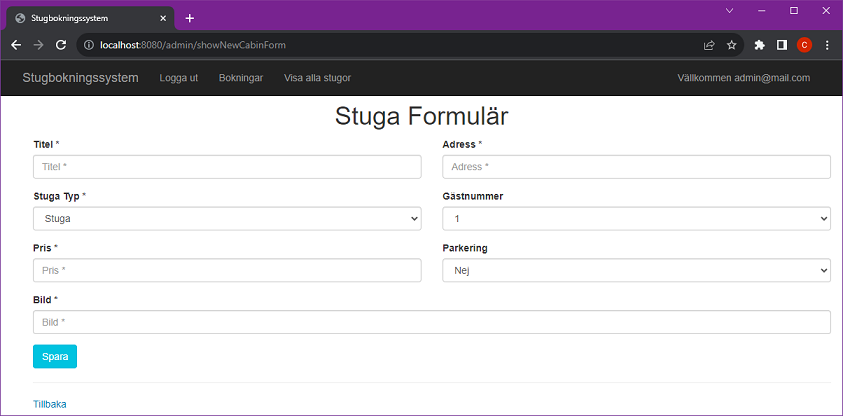 Stugbokningssystem
localhost:8080/admin/showNewCabinForm
C
Stugbokningssystem Logga ut Bokningar Visa alla stugor Vällkommen admin@mail.com
Stuga Formulär
Titel * Adress *
Titel * Adress *
Stuga Typ * Gästnummer
Stuga 1
Pris * Parkering
Pris * Nej
Bild *
Bild *
Spara
Tillbaka